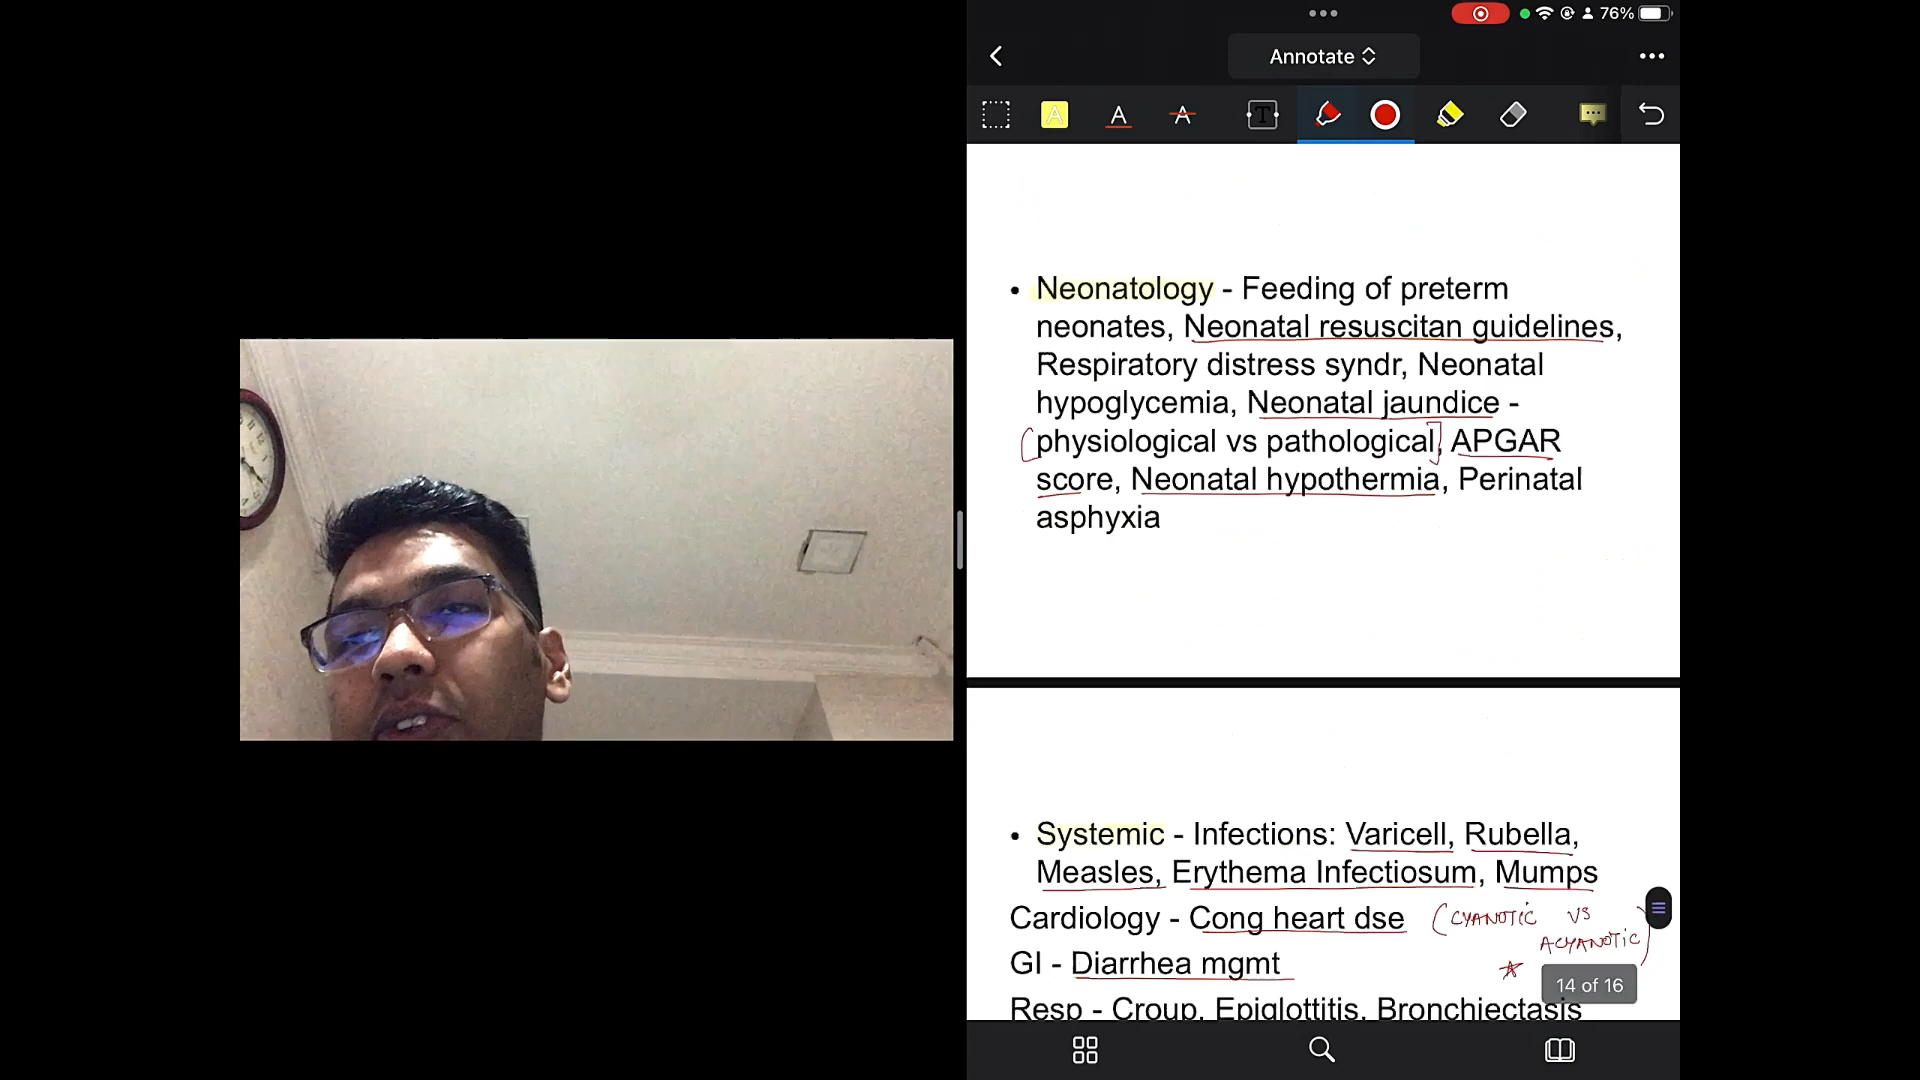 76%
Annotate
A
A
A
T
• Neonatology - Feeding of preterm
neonates, Neonatal resuscitan guidelines,
Respiratory distress syndr, Neonatal
hypoglycemia, Neonatal jaundice -
[physiological vs pathological], APGAR
score, Neonatal hypothermia, Perinatal
asphyxia
• Systemic - Infections: Varicell, Rubella,
Measles, Erythema Infectiosum, Mumps
Cardiology - Cong heart dse (CYANOTIC VS
ACYANOTIC)
GI - Diarrhea mgmt
14 of 16
Resp - Croup, Epiglottitis, Bronchiectasis